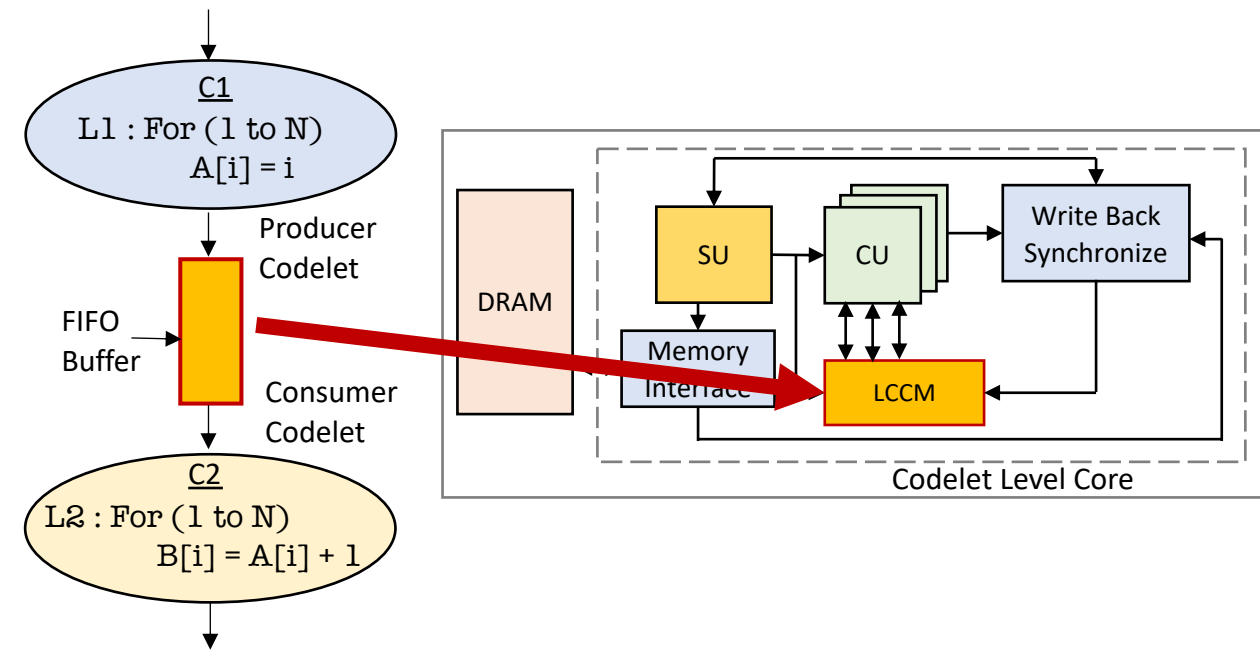 C1
L1 : For (1 to N)
A[i] = i
Producer
Codelet
FIFO
Buffer
Consumer
Codelet
C2
L2 : For (1 to N)
B[i] = A[i] + 1
DRAM
SU
CU
Write Back
Synchronize
Memory
Interface
LCCM
Codelet Level Core